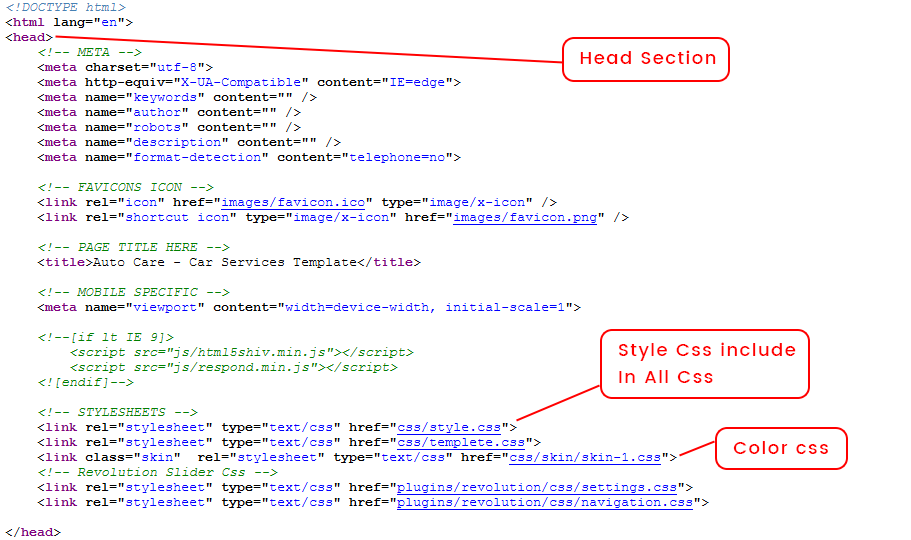 <!DOCTYPE html>
<html lang="en">
<head>
Head Section
<!-- META -->
<meta charset="utf-8">
<meta http-equiv="X-UA-Compatible" content="IE=edge">
<meta name="keywords" content="" />
<meta name="author" content="" />
<meta name="robots" content="" />
<meta name="description" content="" />
<meta name="format-detection" content="telephone=no">
<!-- FAVICONS ICON -->
<link rel="icon" href="images/favicon.ico" type="image/x-icon" />
<link rel="shortcut icon" type="image/x-icon" href="images/favicon.png" />
<!-- PAGE TITLE HERE -->
<title>Auto Care - Car Services Template</title>
<!-- MOBILE SPECIFIC -->
<meta name="viewport" content="width=device-width, initial-scale=1">
<!--[if lt IE 9]>
<script src="js/html5shiv.min.js"></script>
<script src="js/respond.min.js"></script>
<![endif]-->
Style Css include
In All Css
<!-- STYLESHEETS -->
<link rel="stylesheet" type="text/css" href="css/style.css">
<link rel="stylesheet" type="text/css" href="css/templete.css">
<link class="skin"  rel="stylesheet" type="text/css" href="css/skin/skin-1.css">
Color css
<!-- Revolution Slider Css -->
<link rel="stylesheet" type="text/css" href="plugins/revolution/css/settings.css">
<link rel="stylesheet" type="text/css" href="plugins/revolution/css/navigation.css">
</head>